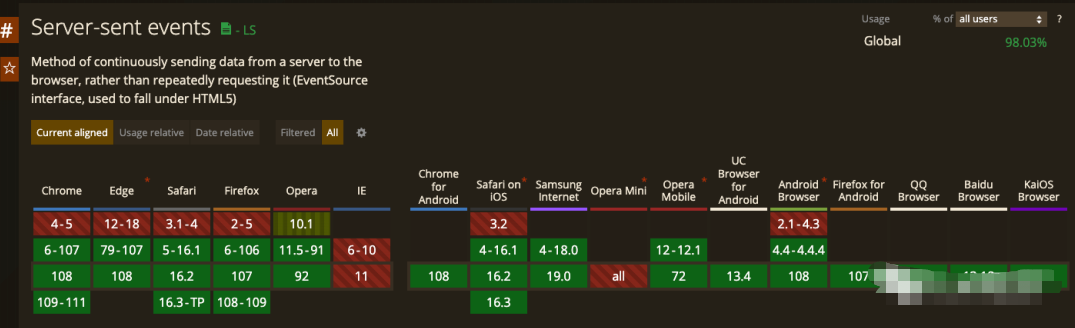 # Server-sent events - LS
Usage % of all users ?
Global 98.03%
☆
Method of continuously sending data from a server to the
browser, rather than repeatedly requesting it (EventSource
interface, used to fall under HTML5)
Current aligned Usage relative Date relative Filtered All
Chrome Edge * Safari Firefox Opera IE
Chrome for Android Safari on iOS * Samsung Internet Opera Mini * Opera Mobile * UC Browser for Android Android Browser * Firefox for Android QQ Browser Baidu Browser KaiOS Browser
4-5 12-18 3.1-4 2-5 10.1 3.2 2.1-4.3
6-107 79-107 5-16.1 6-106 11.5-91 6-10 4-16.1 4-18.0 12-12.1 4.4-4.4.4
108 108 16.2 107 92 11 108 16.2 19.0 all 72 13.4 108 107
109-111 16.3-TP 108-109 16.3